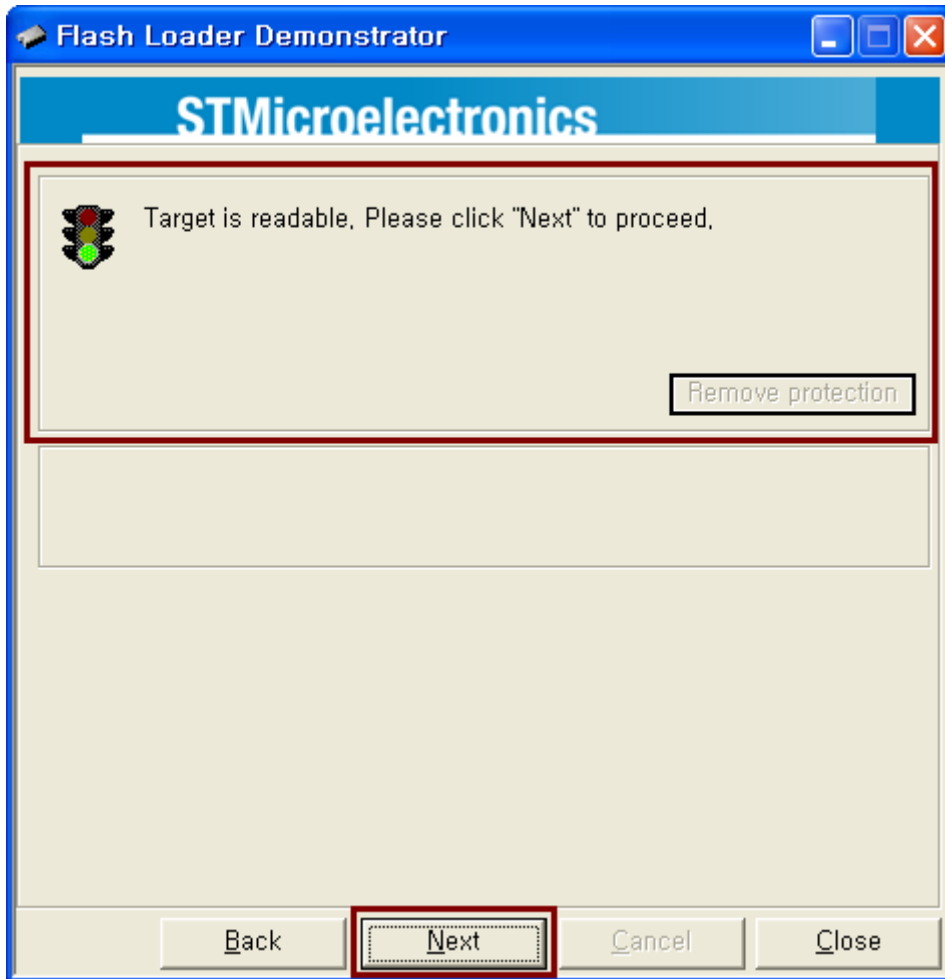 Flash Loader Demonstrator
STMicroelectronics
Target is readable, Please click "Next" to proceed,
Remove protection
Back
Next
Cancel
Close